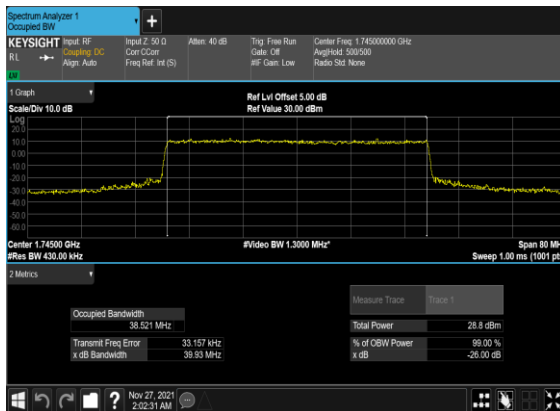 Spectrum Analyzer 1
Occupied BW
KEYSIGHT Input: RF Input Z: 50 Ω Atten: 40 dB Trig: Free Run Center Freq: 1.745000000 GHz
RL Coupling: DC Corr CCorr Gate: Off Avg|Hold: 500/500
Align: Auto Freq Ref: Int (S) #IF Gain: Low Radio Std: None
1 Graph
Ref Lvl Offset 5.00 dB
Scale/Div 10.0 dB Ref Value 30.00 dBm
Log
20.0
10.0
0.00
-10.0
-20.0
-30.0
-40.0
-50.0
-60.0
Center 1.74500 GHz #Video BW 1.3000 MHz* Span 80 MH
#Res BW 430.00 kHz Sweep 1.00 ms (1001 pts
2 Metrics
Measure Trace Trace 1
Occupied Bandwidth
38.521 MHz Total Power 28.8 dBm
Transmit Freq Error 33.157 kHz % of OBW Power 99.00 %
x dB Bandwidth 39.93 MHz x dB -26.00 dB
Nov 27, 2021
2:02:31 AM